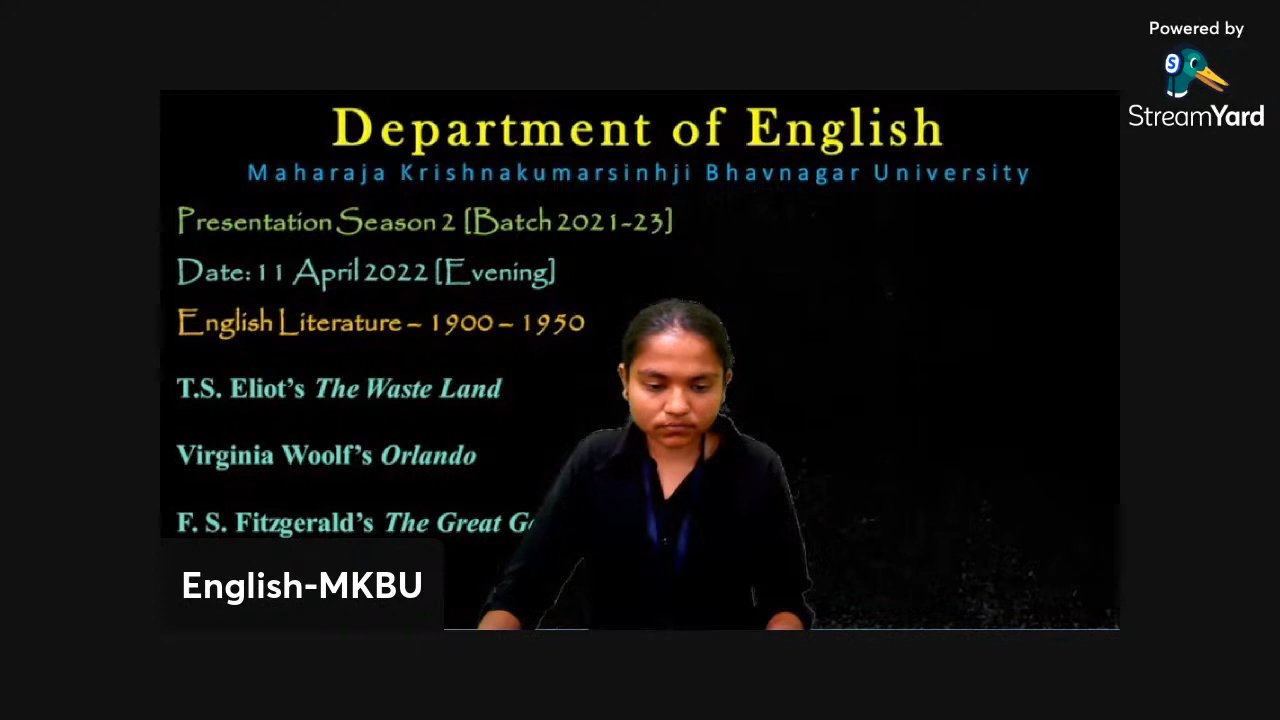 Powered by
StreamYard
Department of English
Maharaja Krishnakumarsinhji Bhavnagar University
Presentation Season 2 [Batch 2021-23]
Date: 11 April 2022 [Evening]
English Literature – 1900 – 1950
T.S. Eliot's The Waste Land
Virginia Woolf's Orlando
F. S. Fitzgerald's The Great
English-MKBU